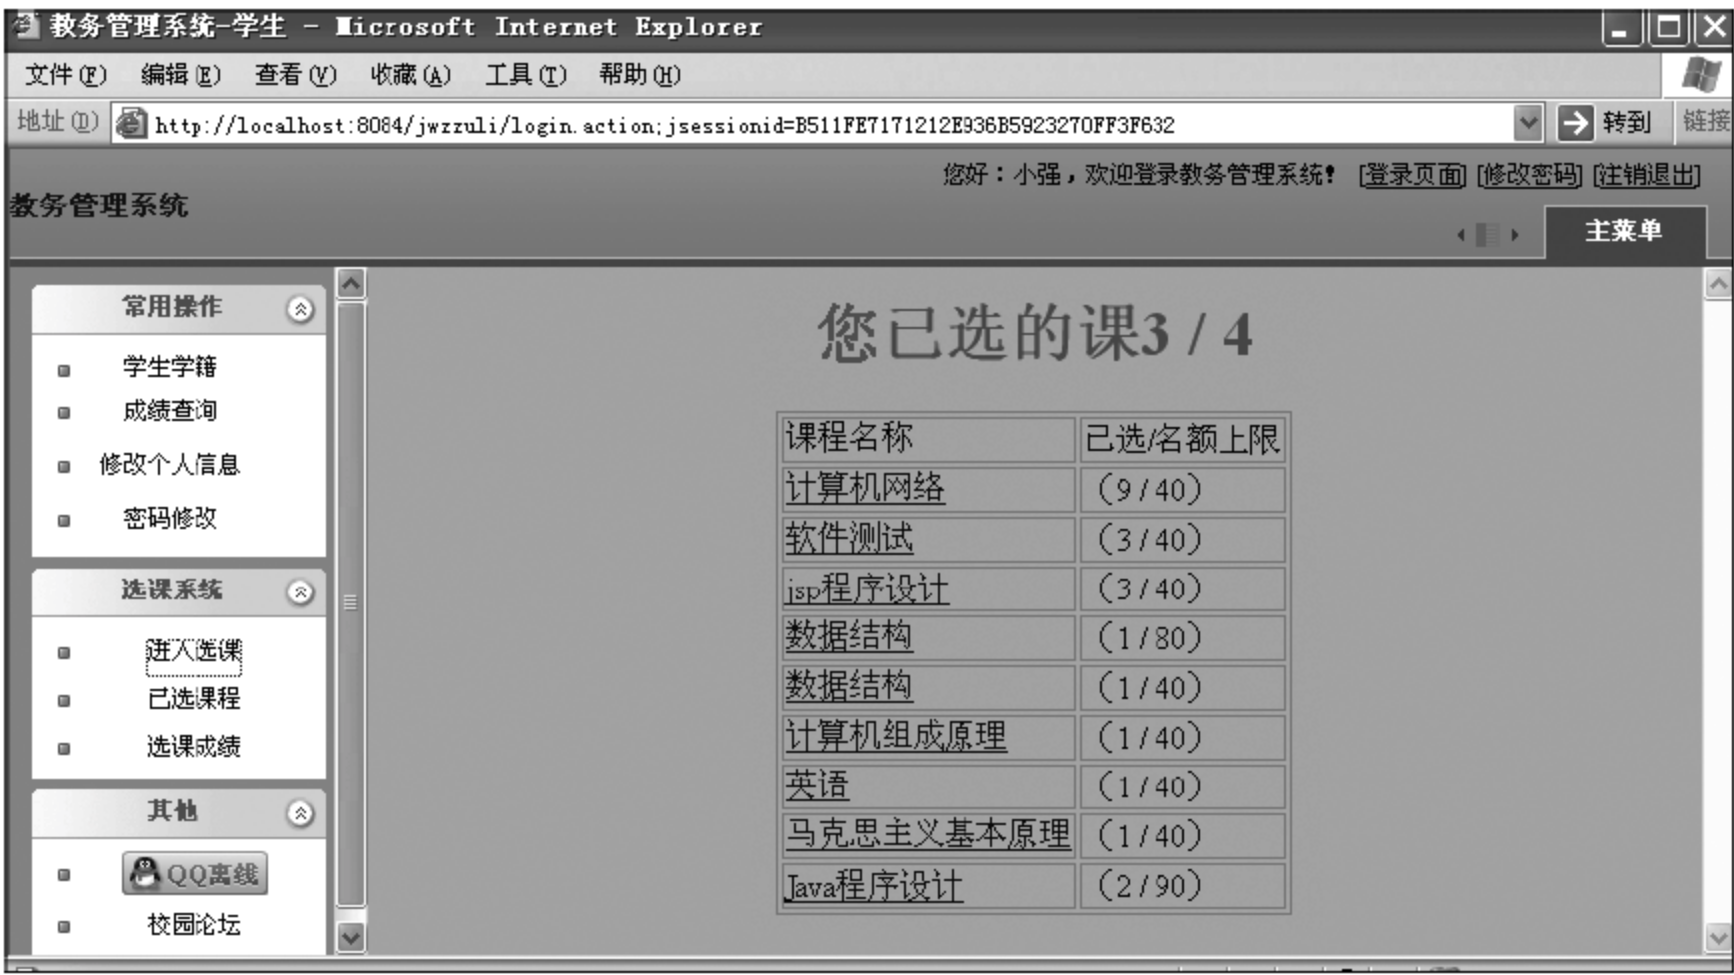 教务管理系统-学生 - Microsoft Internet Explorer
文件(F) 编辑(E) 查看(V) 收藏(A) 工具(T) 帮助(H)
地址(D) http://localhost:8084/jwzzuli/login.action;jsessionid=B511FE7171212E936B5923270FF3F632 转到 链接
您好：小强，欢迎登录教务管理系统！ [登录页面] [修改密码] [注销退出]
教务管理系统
主菜单
常用操作
学生学籍
成绩查询
修改个人信息
密码修改
选课系统
进入选课
已选课程
选课成绩
其他
QQ离线
校园论坛
您已选的课3 / 4
课程名称 已选/名额上限
计算机网络 （9/40）
软件测试 （3/40）
jsp程序设计 （3/40）
数据结构 （1/80）
数据结构 （1/40）
计算机组成原理 （1/40）
英语 （1/40）
马克思主义基本原理 （1/40）
Java程序设计 （2/90）